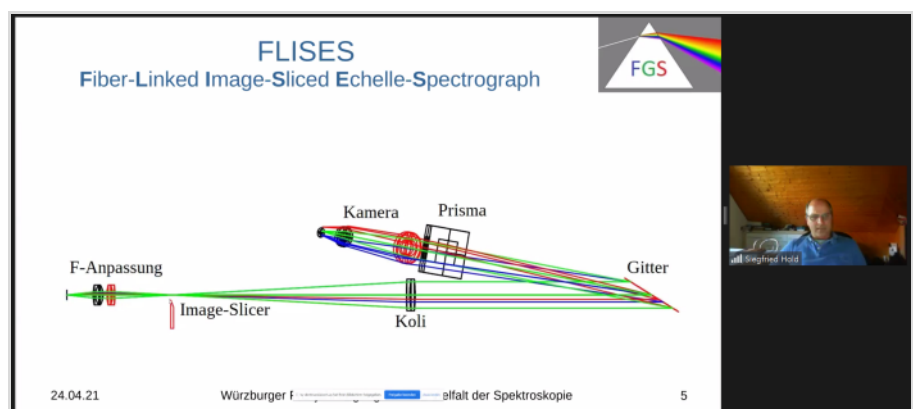 FLISES
Fiber-Linked Image-Sliced Echelle-Spectrograph
FGS
Kamera
Prisma
F-Anpassung
Gitter
Image-Slicer
Koli
Siegfried Hold
24.04.21
Würzburger
elfalt der Spektroskopie
5